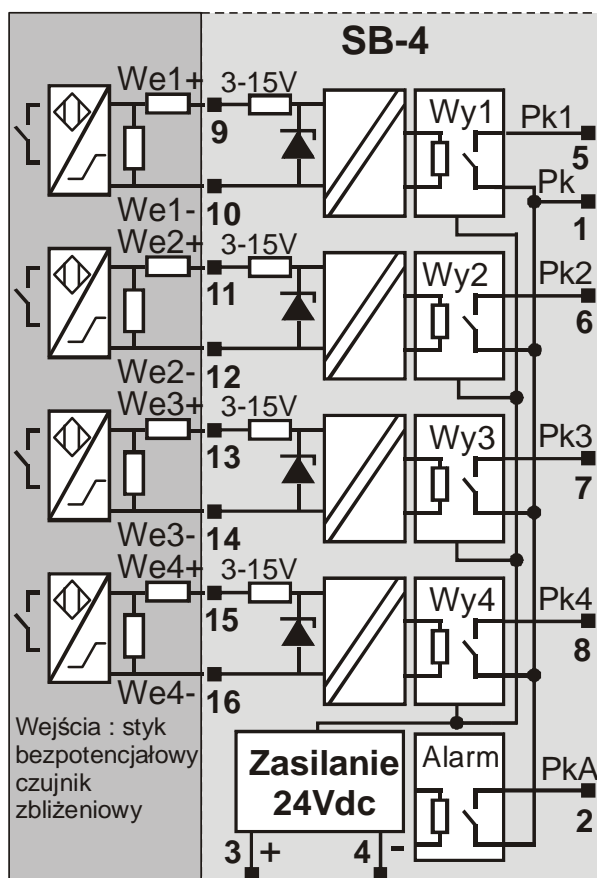 SB-4
We1+
3-15V
Wy1
Pk1
9
5
Pk
We1-
10
1
We2+
3-15V
Wy2
Pk2
11
6
We2-
12
We3+
3-15V
Wy3
Pk3
13
7
We3-
14
We4+
3-15V
Wy4
Pk4
15
8
We4-
16
Wejścia : styk
bezpotencjałowy
czujnik
zbliżeniowy
Zasilanie
24Vdc
Alarm
PkA
2
3 +
4 -